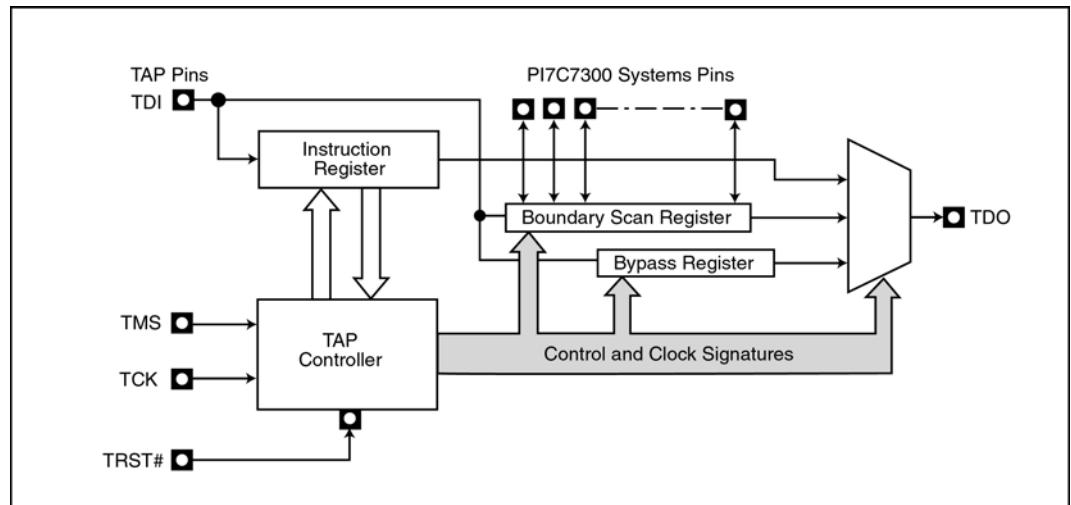 TAP Pins
PI7C7300 Systems Pins
TDI
Instruction
Register
Boundary Scan Register
TDO
Bypass Register
TMS
TAP
Controller
Control and Clock Signatures
TCK
TRST#